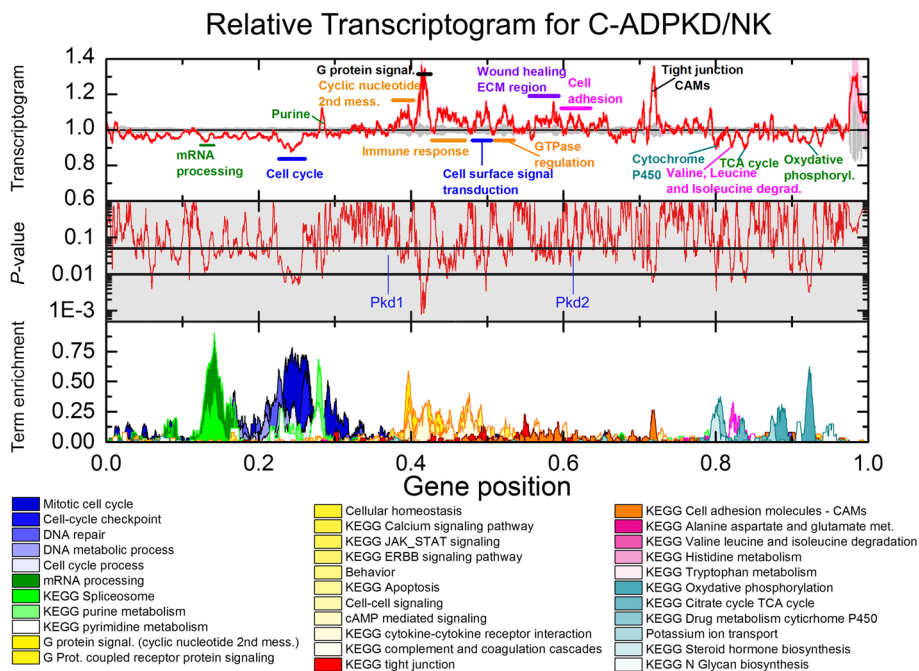 Relative Transcriptogram for C-ADPKD/NK
Transcriptogram
1.4
1.2
1.0
0.8
0.6
G protein signal.
Cyclic nucleotide
2nd mess.
Purine
mRNA
processing
Cell cycle
Immune response
Wound healing
ECM region
Cell
adhesion
Cell surface signal
transduction
GTPase
regulation
Tight junction
CAMs
Cytochrome
P450
Valine, Leucine
and Isoleucine degrad.
TCA cycle
Oxydative
phosphoryl.
P-value
0.1
0.01
1E-3
Pkd1
Pkd2
Term enrichment
0.75
0.50
0.25
0.00
0.0
0.2
0.4
0.6
0.8
1.0
Gene position
Mitotic cell cycle
Cell-cycle checkpoint
DNA repair
DNA metabolic process
Cell cycle process
mRNA processing
KEGG Spliceosome
KEGG purine metabolism
KEGG pyrimidine metabolism
G protein signal. (cyclic nucleotide 2nd mess.)
G Prot. coupled receptor protein signaling
Cellular homeostasis
KEGG Calcium signaling pathway
KEGG JAK_STAT signaling
KEGG ERBB signaling pathway
Behavior
KEGG Apoptosis
Cell-cell signaling
cAMP mediated signaling
KEGG cytokine-cytokine receptor interaction
KEGG complement and coagulation cascades
KEGG tight junction
KEGG Cell adhesion molecules - CAMs
KEGG Alanine aspartate and glutamate met.
KEGG Valine leucine and isoleucine degradation
KEGG Histidine metabolism
KEGG Tryptophan metabolism
KEGG Oxydative phosphorylation
KEGG Citrate cycle TCA cycle
KEGG Drug metabolism cyticrhome P450
Potassium ion transport
KEGG Steroid hormone biosynthesis
KEGG N Glycan biosynthesis